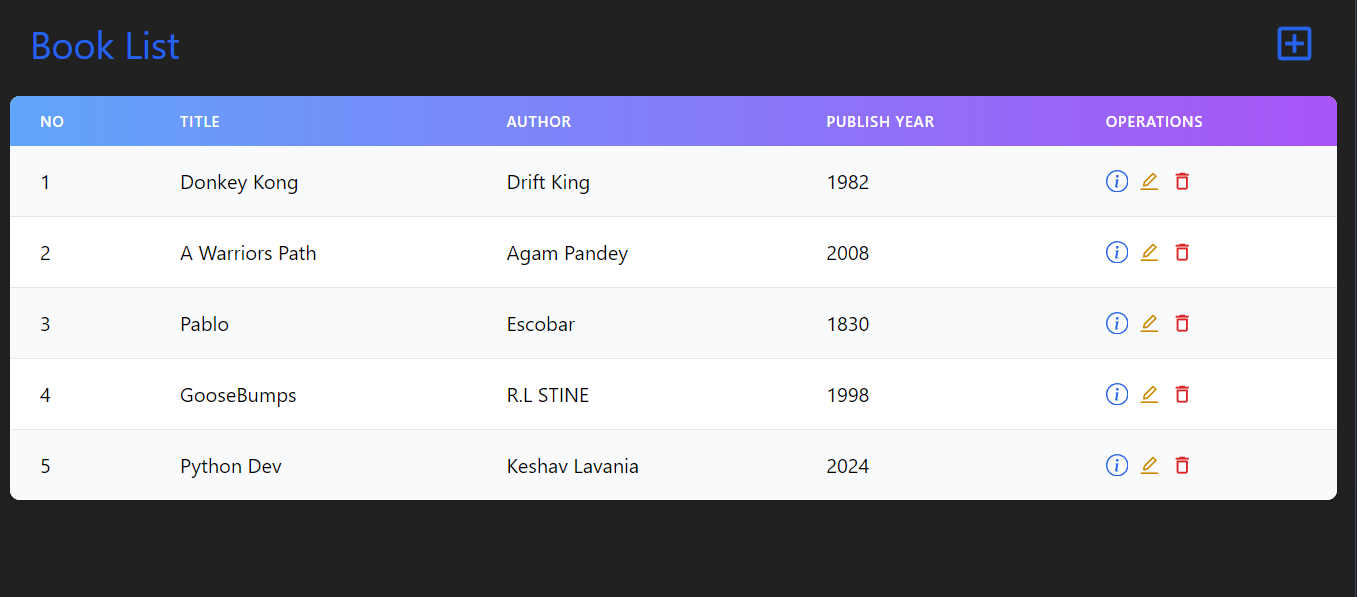 Book List
NO TITLE AUTHOR PUBLISH YEAR OPERATIONS
1 Donkey Kong Drift King 1982
2 A Warriors Path Agam Pandey 2008
3 Pablo Escobar 1830
4 GooseBumps R.L STINE 1998
5 Python Dev Keshav Lavania 2024